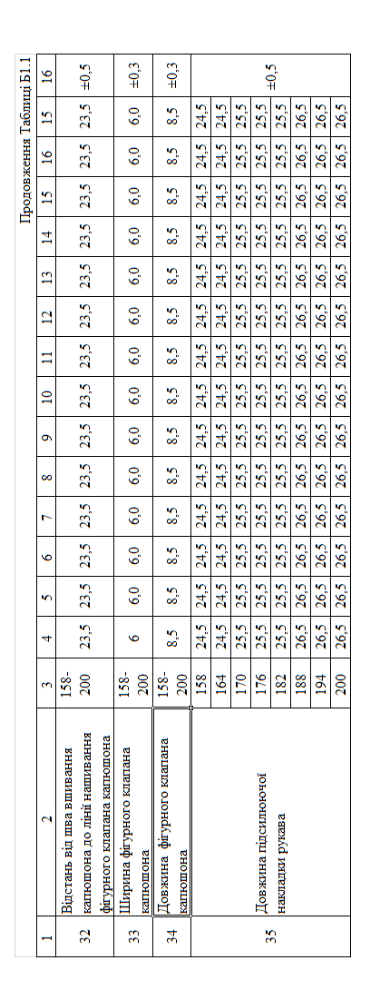 Продовження Таблиці Б1.1
1 2 3 4 5 6 7 8 9 10 11 12 13 14 15 16 15 16
32 Відстань від шва вшивання
капюшона до лінії нашивання
фігурного клапана капюшона
158-
200
23,5 23,5 23,5 23,5 23,5 23,5 23,5 23,5 23,5 23,5 23,5 23,5 23,5 23,5 ±0,5
33 Ширина фігурного клапана
капюшона
158-
200
6 6,0 6,0 6,0 6,0 6,0 6,0 6,0 6,0 6,0 6,0 6,0 6,0 6,0 ±0,3
34 Довжина фігурного клапана
капюшона
158-
200
8,5 8,5 8,5 8,5 8,5 8,5 8,5 8,5 8,5 8,5 8,5 8,5 8,5 8,5 ±0,3
35 Довжина підсилюючої
накладки рукава
158 24,5 24,5 24,5 24,5 24,5 24,5 24,5 24,5 24,5 24,5 24,5 24,5 24,5 24,5 ±0,5
164 24,5 24,5 24,5 24,5 24,5 24,5 24,5 24,5 24,5 24,5 24,5 24,5 24,5 24,5
170 25,5 25,5 25,5 25,5 25,5 25,5 25,5 25,5 25,5 25,5 25,5 25,5 25,5 25,5
176 25,5 25,5 25,5 25,5 25,5 25,5 25,5 25,5 25,5 25,5 25,5 25,5 25,5 25,5
182 25,5 25,5 25,5 25,5 25,5 25,5 25,5 25,5 25,5 25,5 25,5 25,5 25,5 25,5
188 26,5 26,5 26,5 26,5 26,5 26,5 26,5 26,5 26,5 26,5 26,5 26,5 26,5 26,5
194 26,5 26,5 26,5 26,5 26,5 26,5 26,5 26,5 26,5 26,5 26,5 26,5 26,5 26,5
200 26,5 26,5 26,5 26,5 26,5 26,5 26,5 26,5 26,5 26,5 26,5 26,5 26,5 26,5